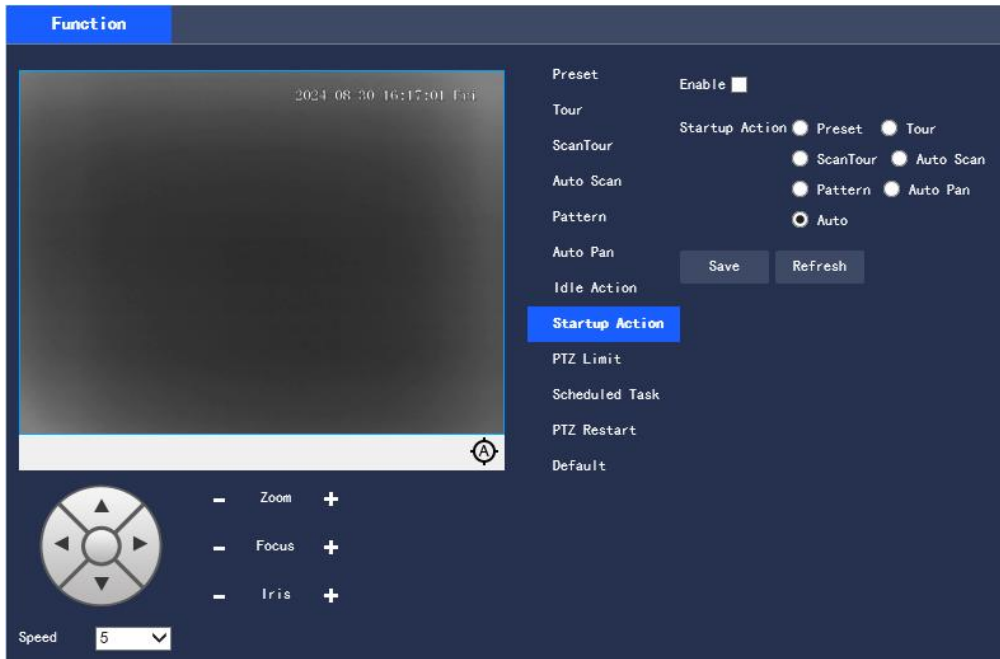 Function
2024-08-30 16:17:01 Fri
A
Zoom
Focus
Iris
Speed
5
Preset
Tour
ScanTour
Auto Scan
Pattern
Auto Pan
Idle Action
Startup Action
PTZ Limit
Scheduled Task
PTZ Restart
Default
Enable
Startup Action Preset Tour
ScanTour Auto Scan
Pattern Auto Pan
Auto
Save Refresh